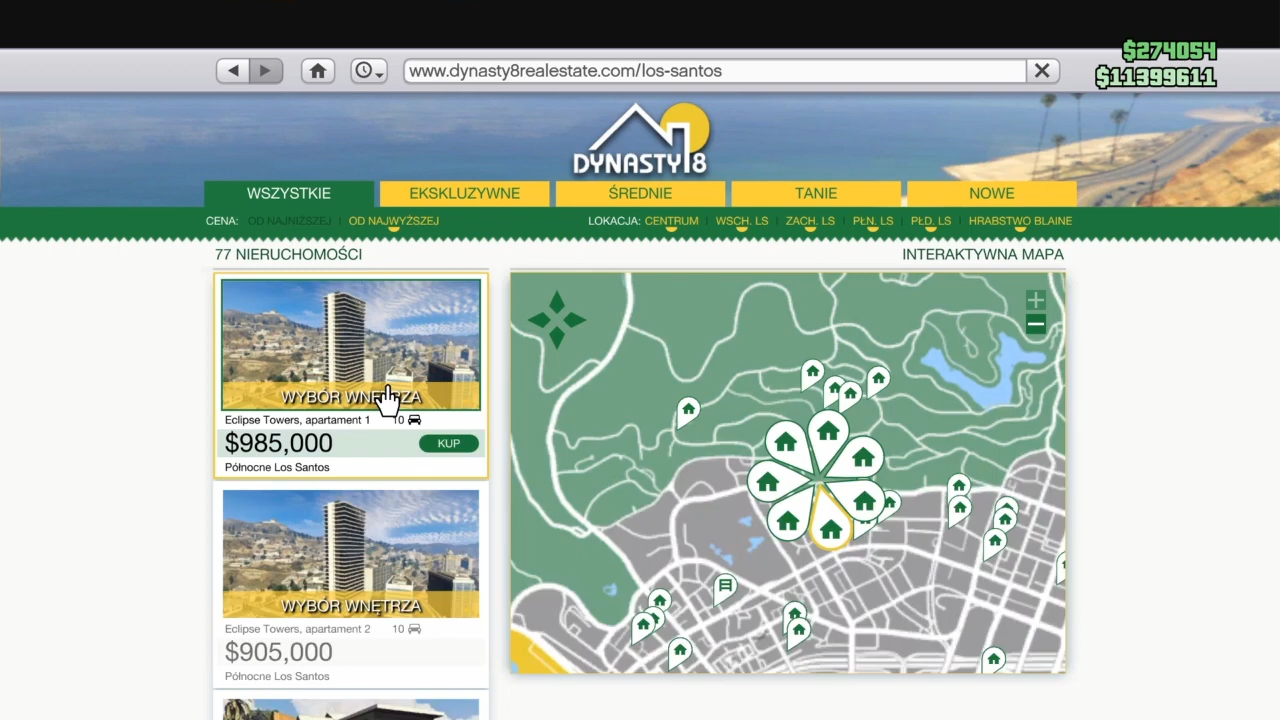 $274054
www.dynasty8realestate.com/los-santos
$11399611
DYNASTY 8
WSZYSTKIE EKSKLUZYWNE ŚREDNIE TANIE NOWE
CENA: OD NAJNIŻSZEJ | OD NAJWYŻSZEJ LOKACJA: CENTRUM | WSCH. LS | ZACH. LS | PŁN. LS | PŁD. LS | HRABSTWO BLAINE
77 NIERUCHOMOŚCI INTERAKTYWNA MAPA
WYBÓR WNĘTRZA
Eclipse Towers, apartament 1 10
$985,000 KUP
Północne Los Santos
WYBÓR WNĘTRZA
Eclipse Towers, apartament 2 10
$905,000
Północne Los Santos